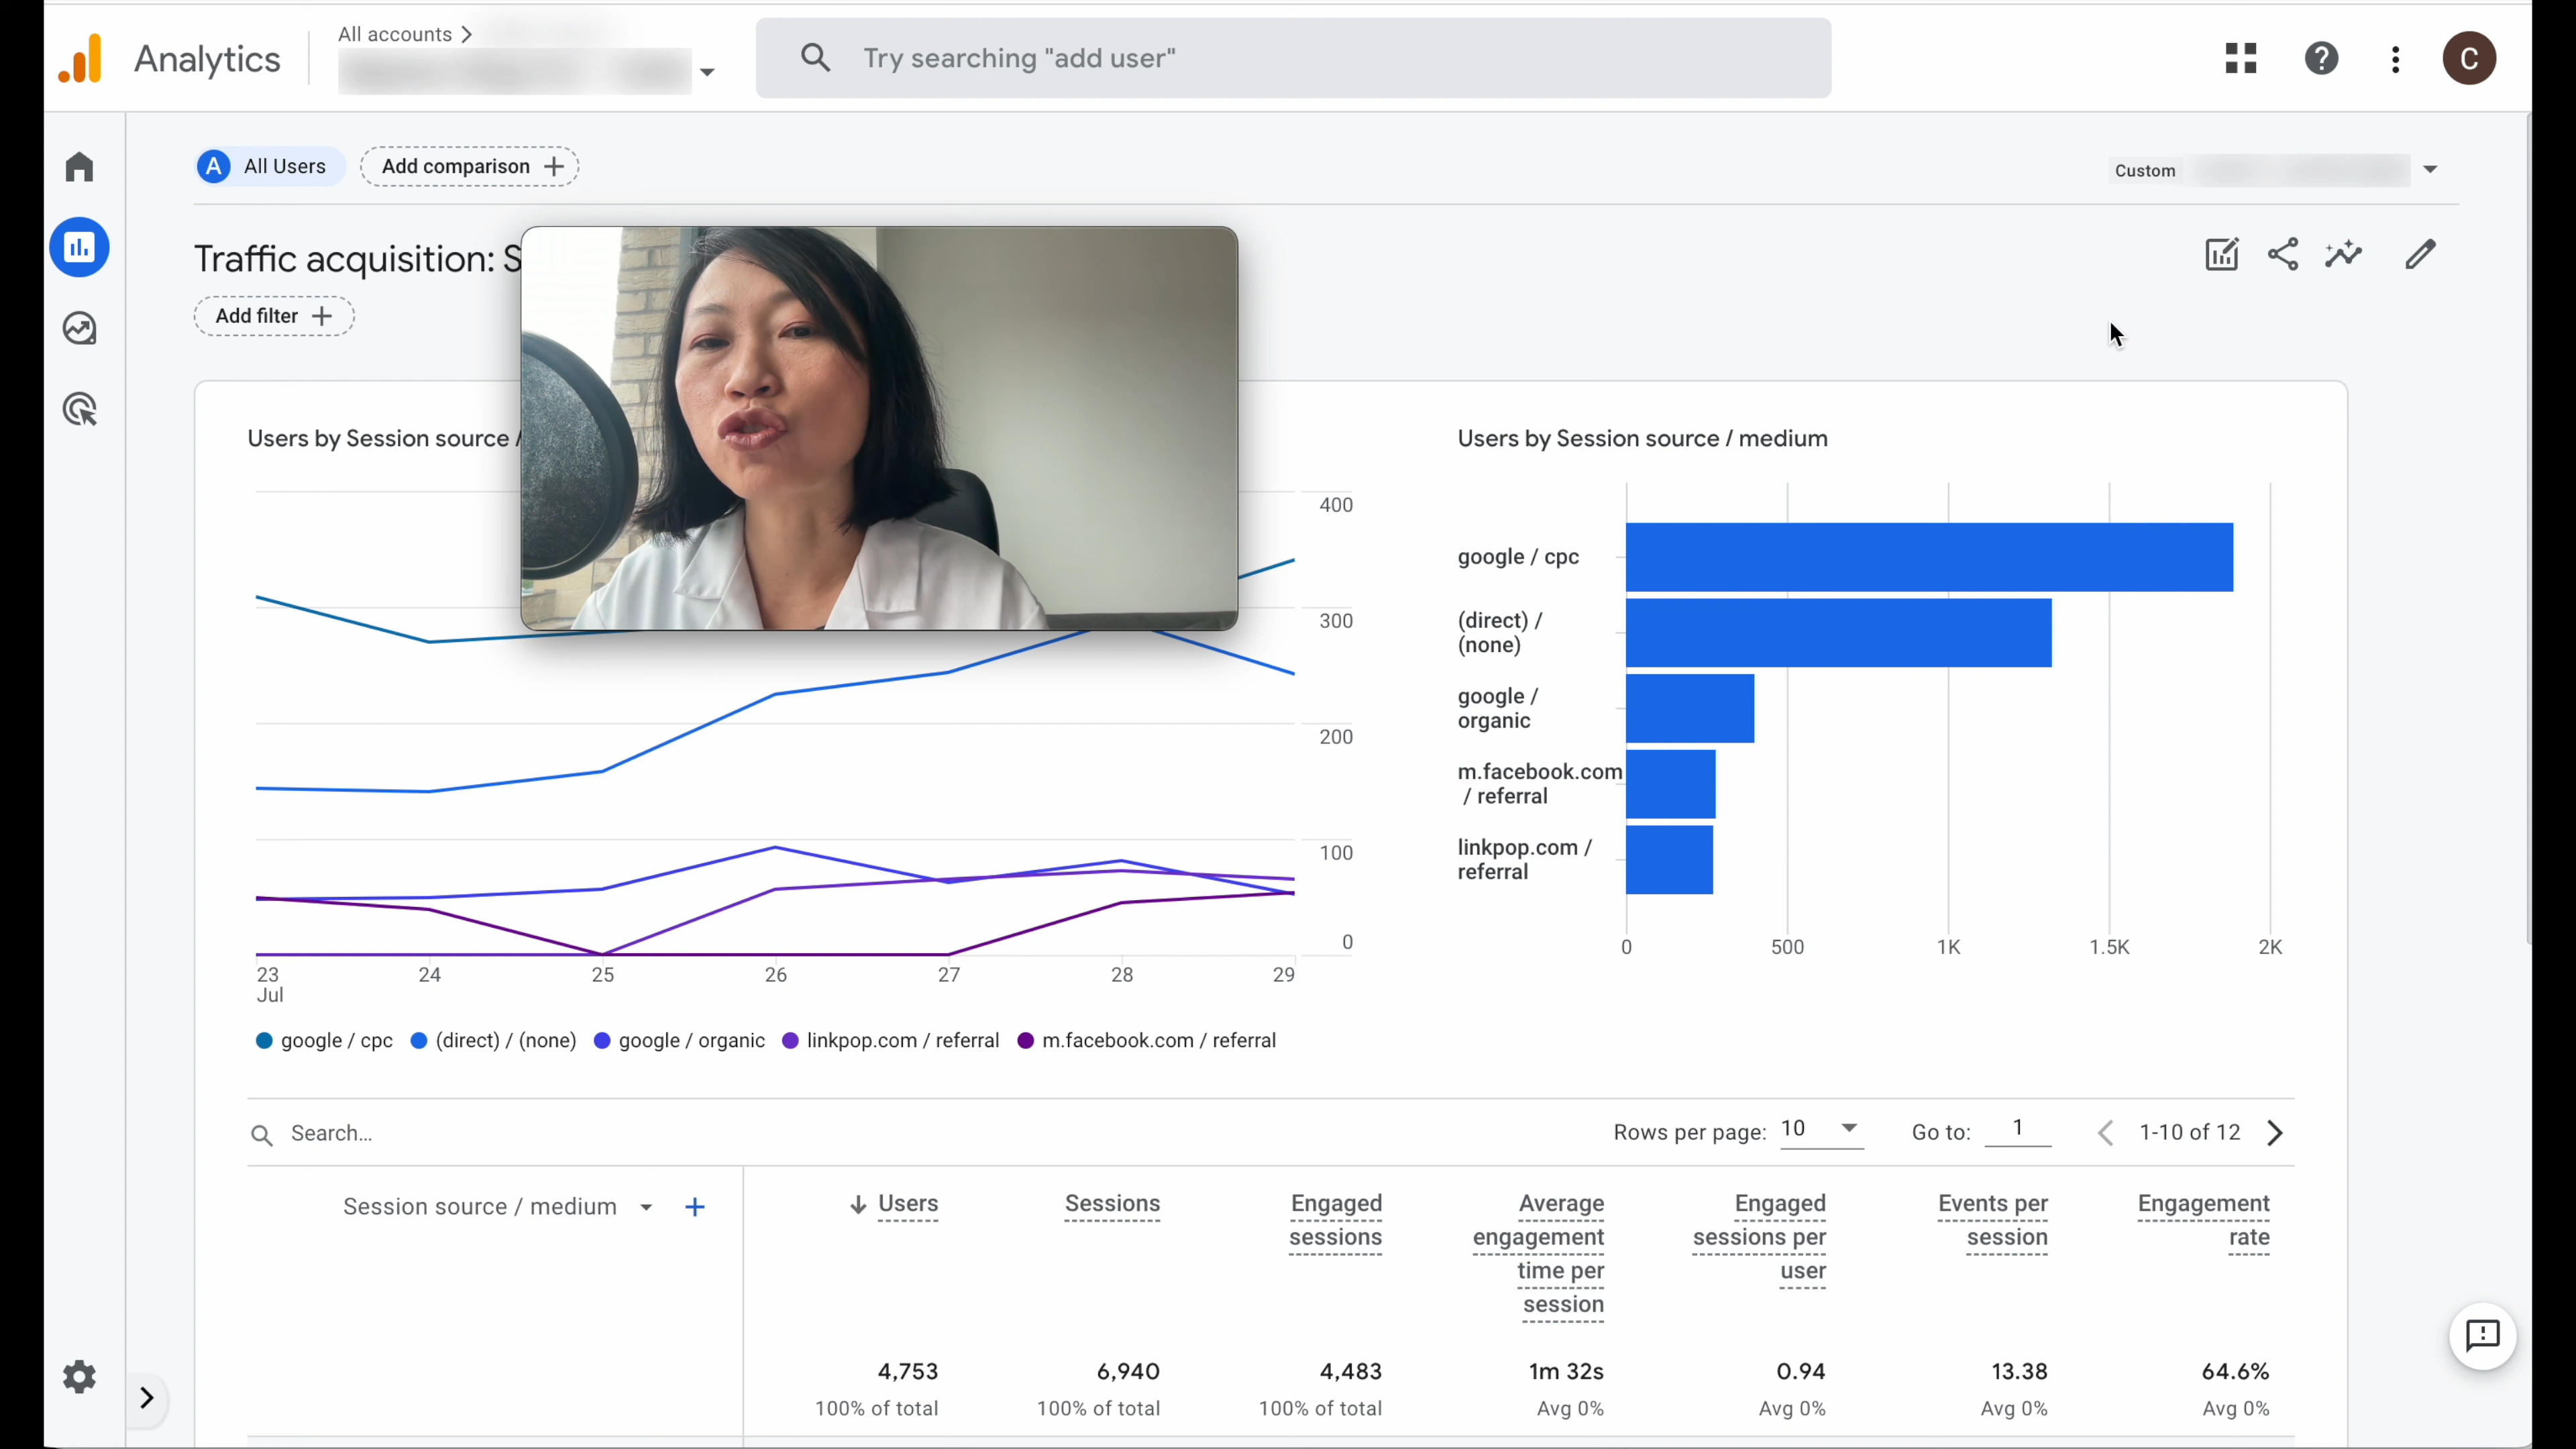 Analytics
All accounts
Try searching "add user"
C
A All Users
Add comparison
Custom
Traffic acquisition: S
Add filter
Users by Session source /
400
300
200
100
0
23
Jul
24
25
26
27
28
29
google / cpc
(direct) / (none)
google / organic
linkpop.com / referral
m.facebook.com / referral
Users by Session source / medium
google / cpc
(direct) /
(none)
google /
organic
m.facebook.com
/ referral
linkpop.com /
referral
0
500
1K
1.5K
2K
Search...
Rows per page: 10
Go to: 1
1-10 of 12
Session source / medium
Users
Sessions
Engaged
sessions
Average
engagement
time per
session
Engaged
sessions per
user
Events per
session
Engagement
rate
4,753
6,940
4,483
1m 32s
0.94
13.38
64.6%
100% of total
100% of total
100% of total
Avg 0%
Avg 0%
Avg 0%
Avg 0%